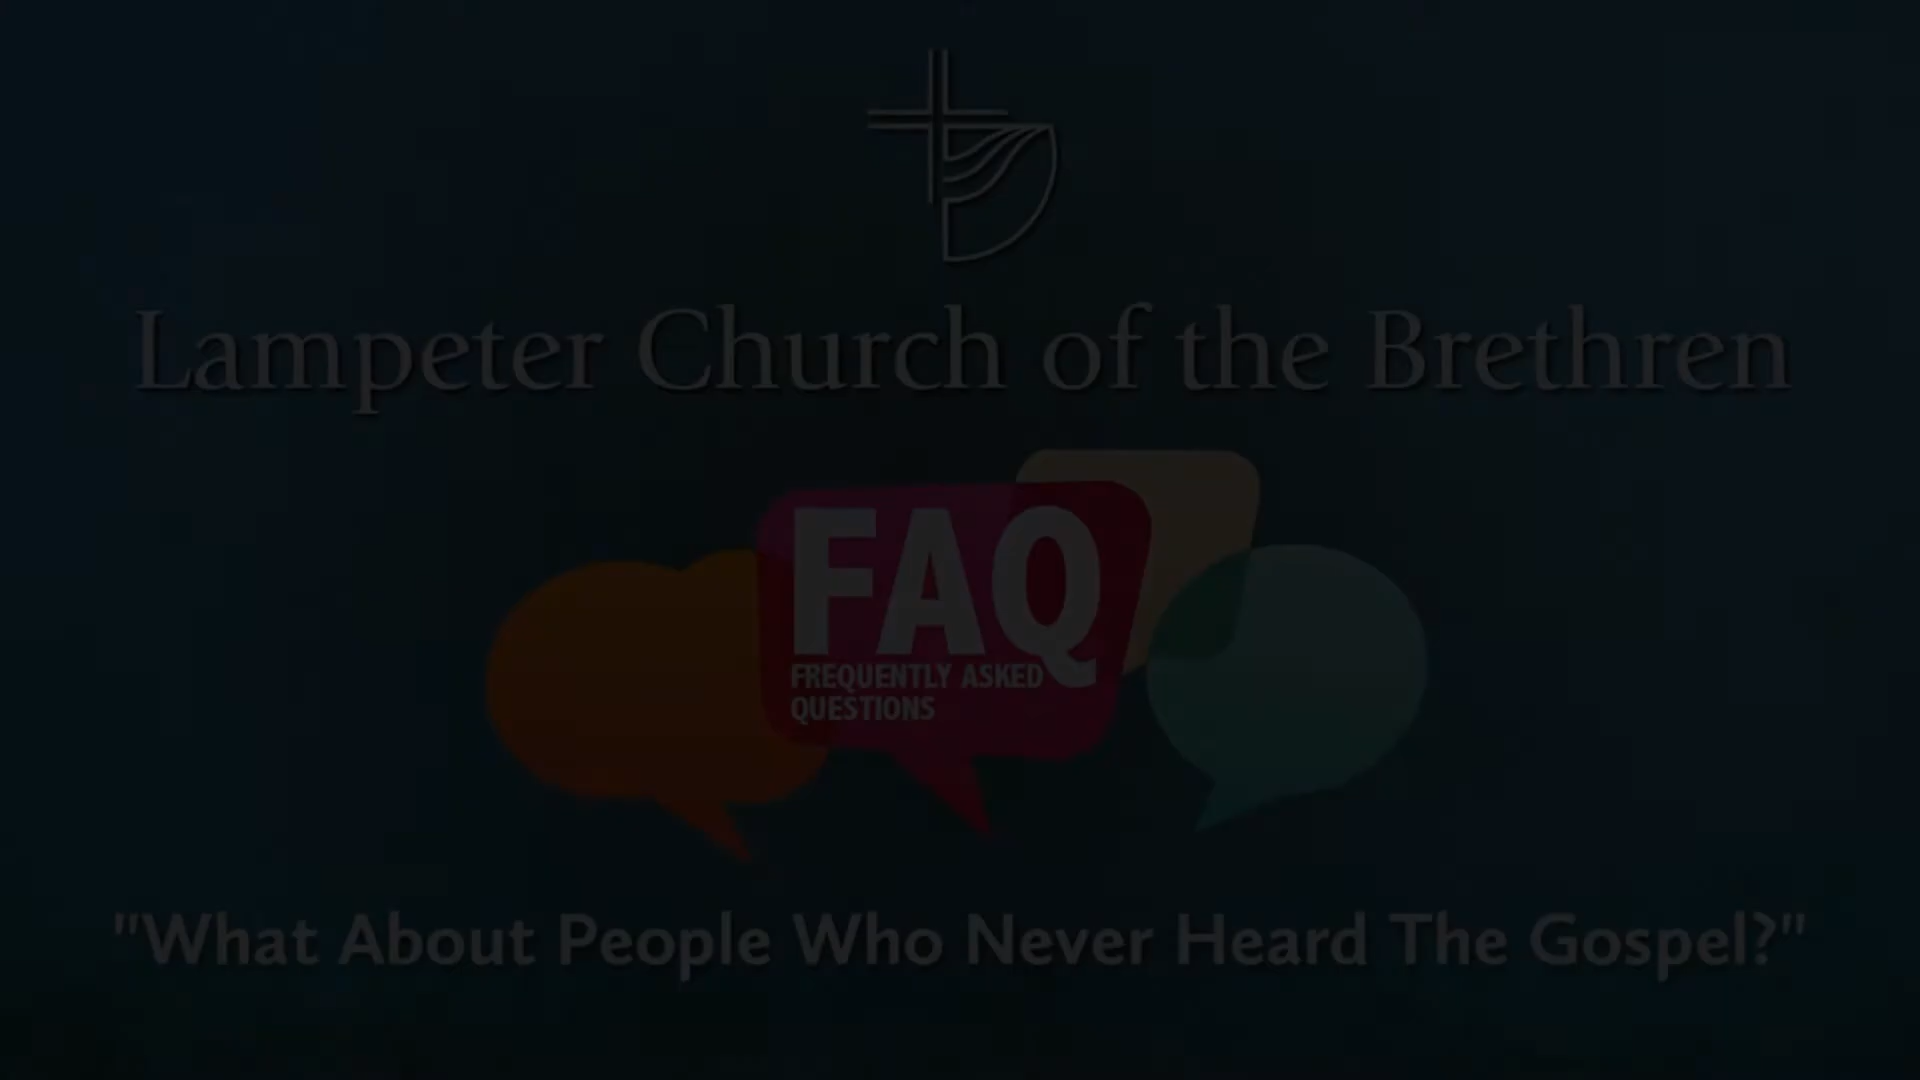 Lampeter Church of the Brethren
FAQ
FREQUENTLY ASKED
QUESTIONS
"What About People Who Never Heard The Gospel?"